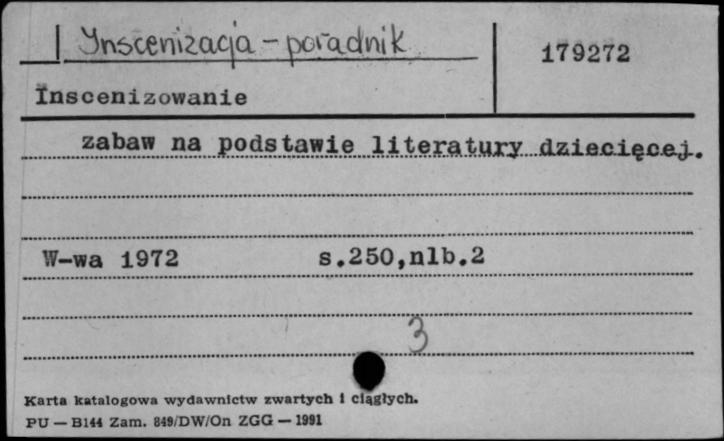 Inscenizacja - poradnik
179272
Inscenizowanie
zabaw na podstawie literatury dziecięcej.
W-wa 1972 s.250,nlb.2
3
Karta katalogowa wydawnictw zwartych i ciągłych.
PU — B144 Zam. 849/DW/On ZGG — 1991